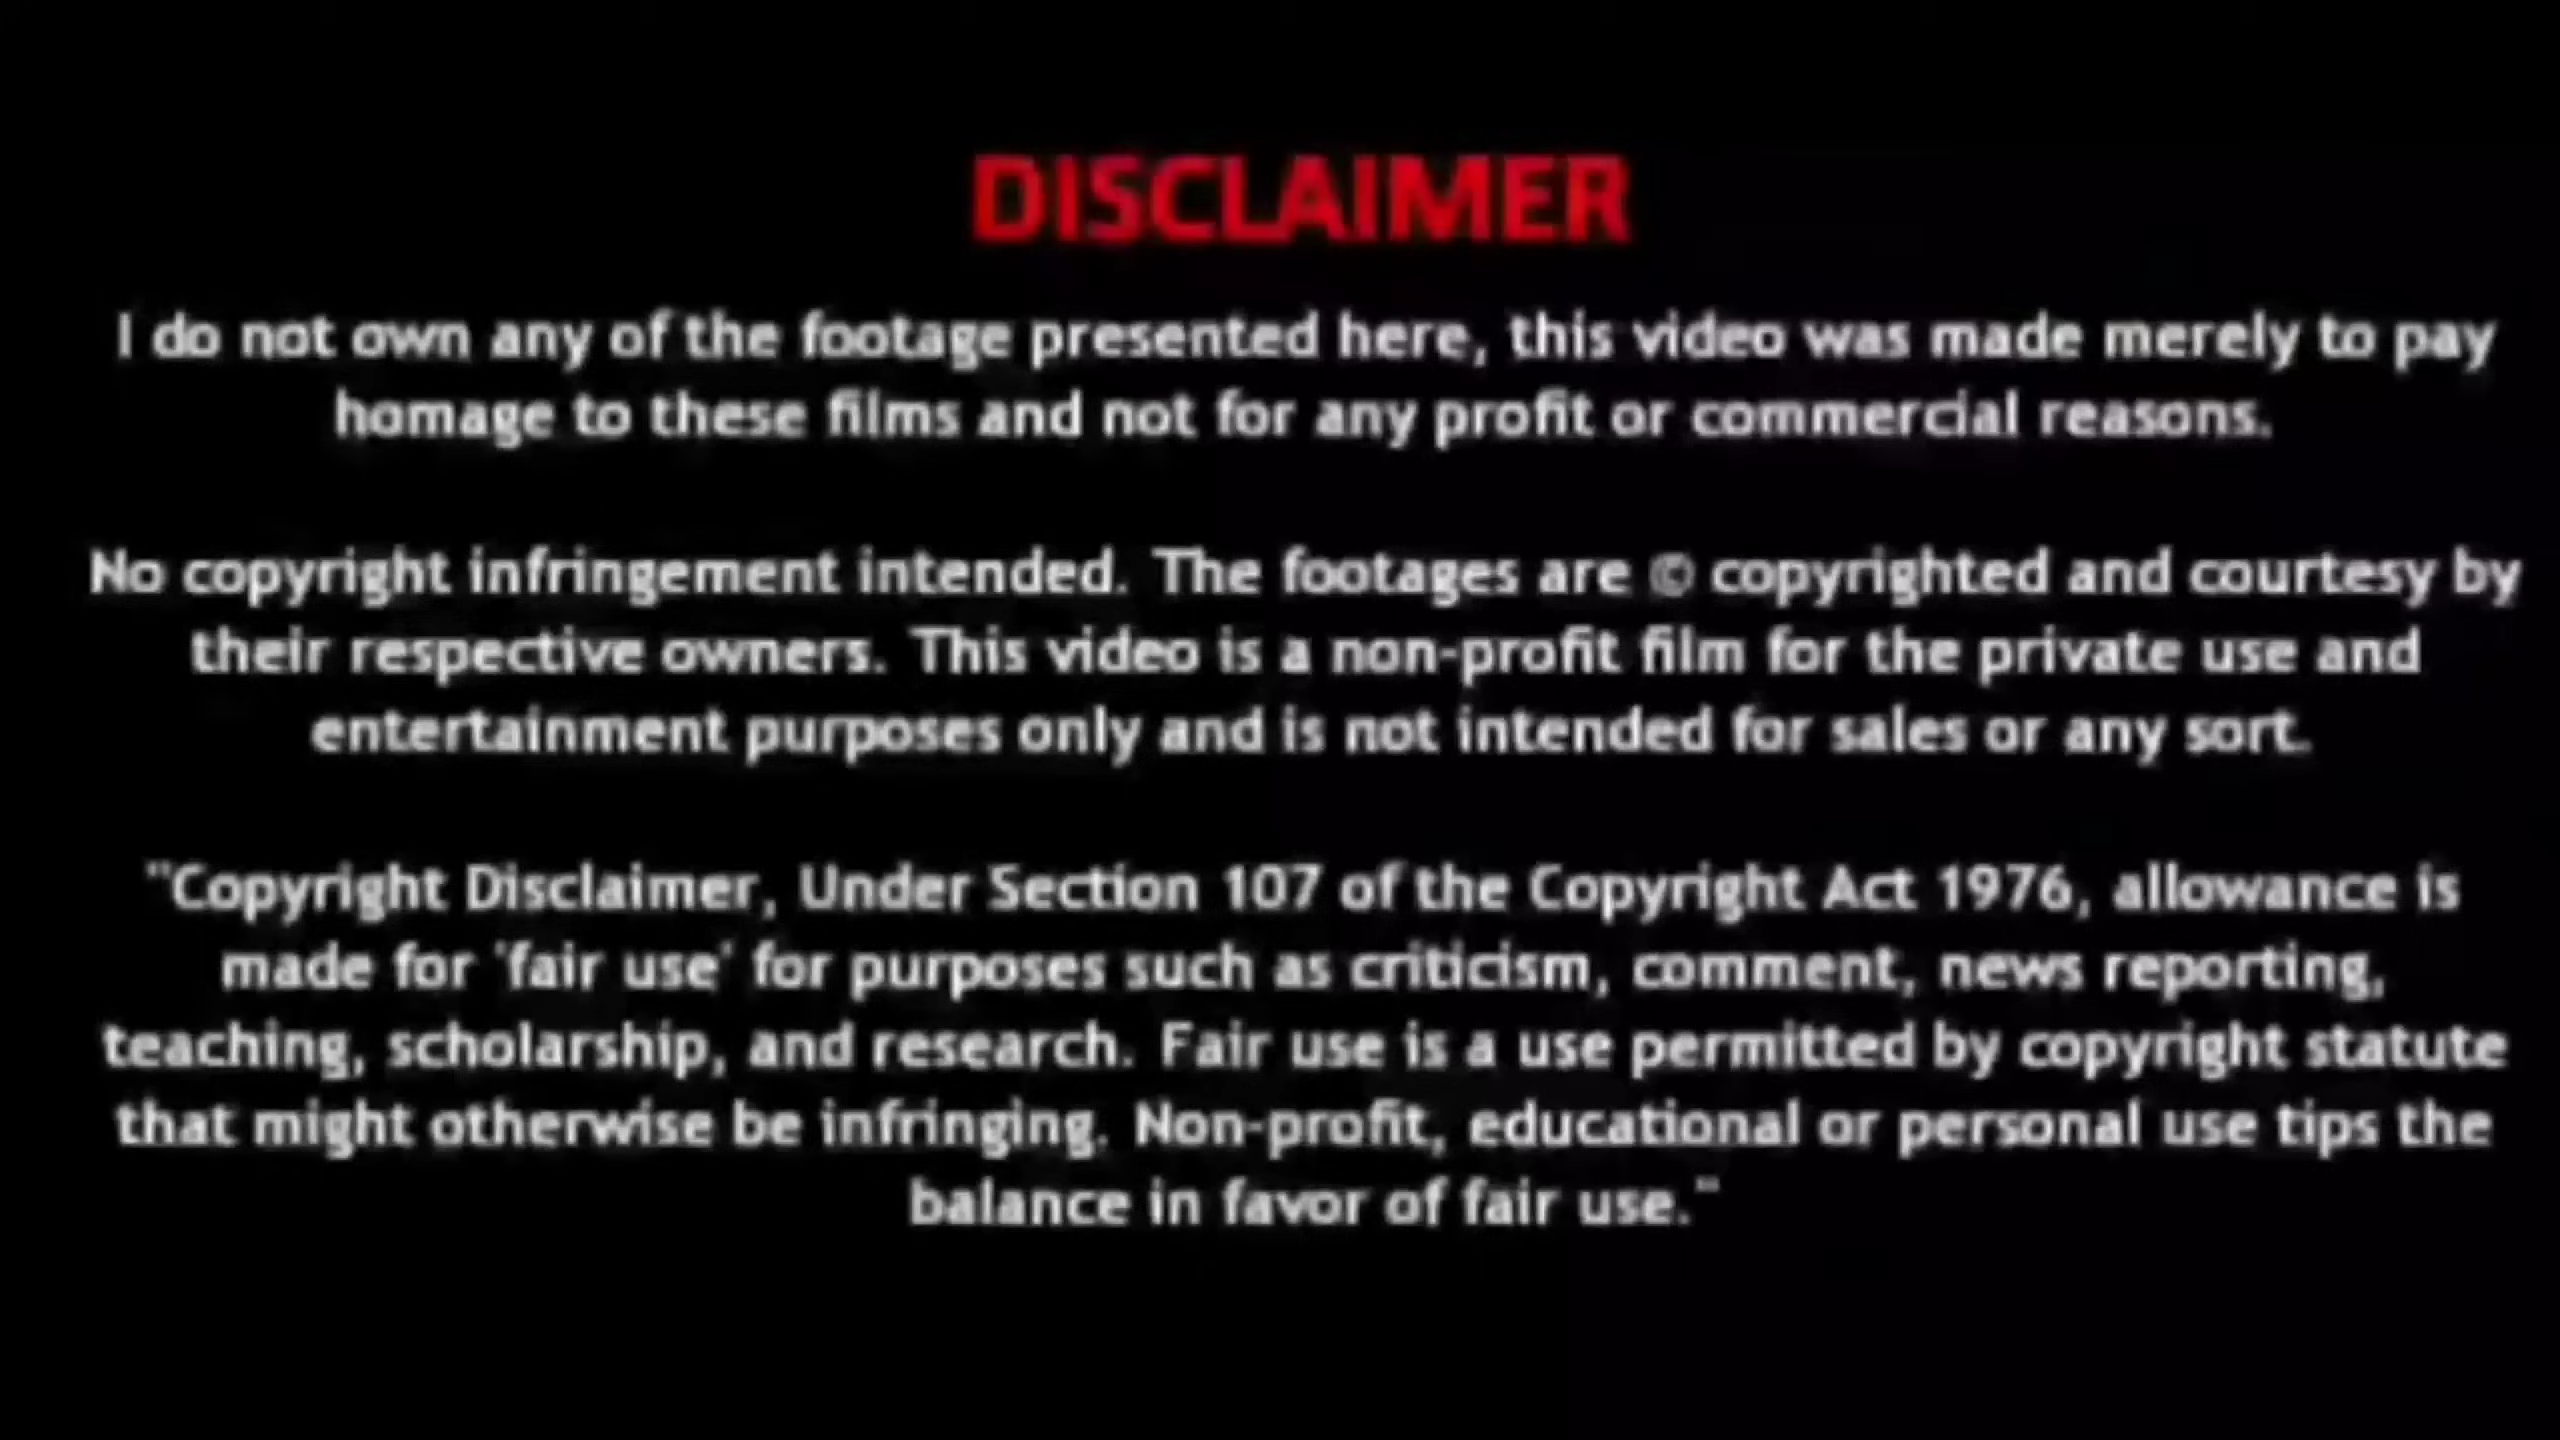 DISCLAIMER
I do not own any of the footage presented here, this video was made merely to pay
homage to these films and not for any profit or commercial reasons.
No copyright infringement intended. The footages are © copyrighted and courtesy by
their respective owners. This video is a non-profit film for the private use and
entertainment purposes only and is not intended for sales or any sort.
"Copyright Disclaimer, Under Section 107 of the Copyright Act 1976, allowance is
made for 'fair use' for purposes such as criticism, comment, news reporting,
teaching, scholarship, and research. Fair use is a use permitted by copyright statute
that might otherwise be infringing. Non-profit, educational or personal use tips the
balance in favor of fair use."